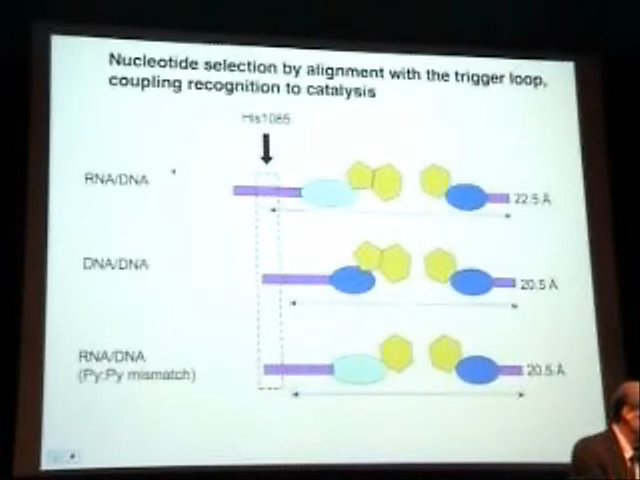 Nucleotide selection by alignment with the trigger loop,
coupling recognition to catalysis
His1085
RNA/DNA
22.5 Å
DNA/DNA
20.5 Å
RNA/DNA
(Py:Py mismatch)
20.5 Å